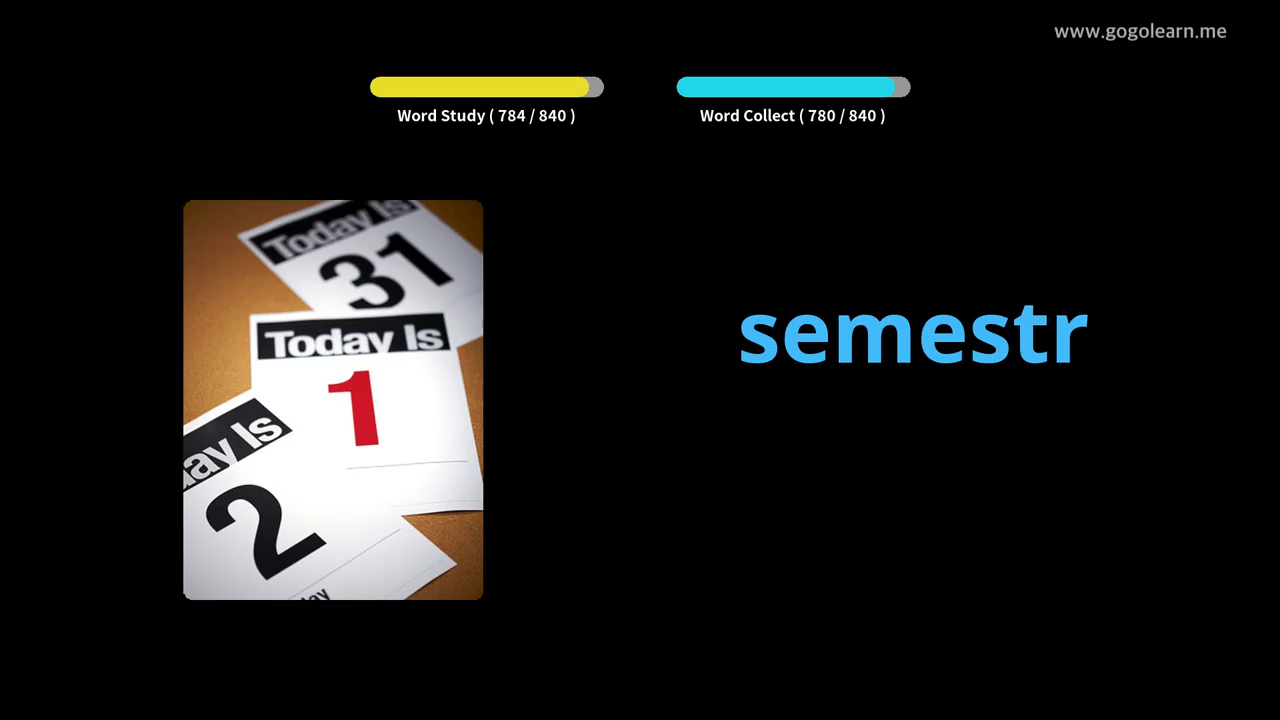 www.gogolearn.me
Word Study ( 784 / 840 )
Word Collect ( 780 / 840 )
Today Is
31
Today Is
1
semestr
ay Is
2